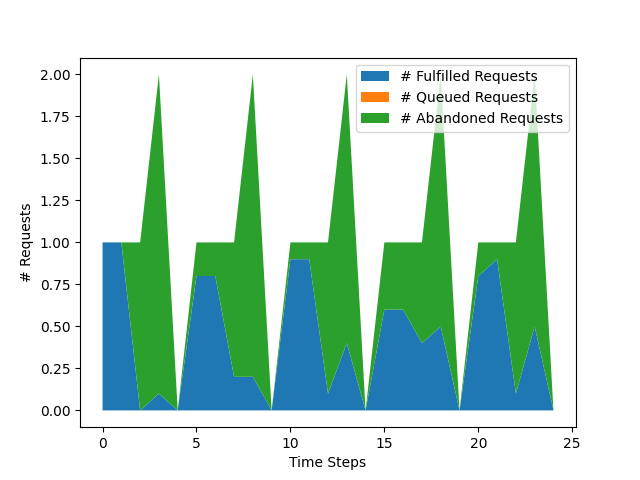 # Fulfilled Requests
# Queued Requests
# Abandoned Requests
2.00
1.75
1.50
1.25
1.00
0.75
0.50
0.25
0.00
# Requests
0 5 10 15 20 25
Time Steps